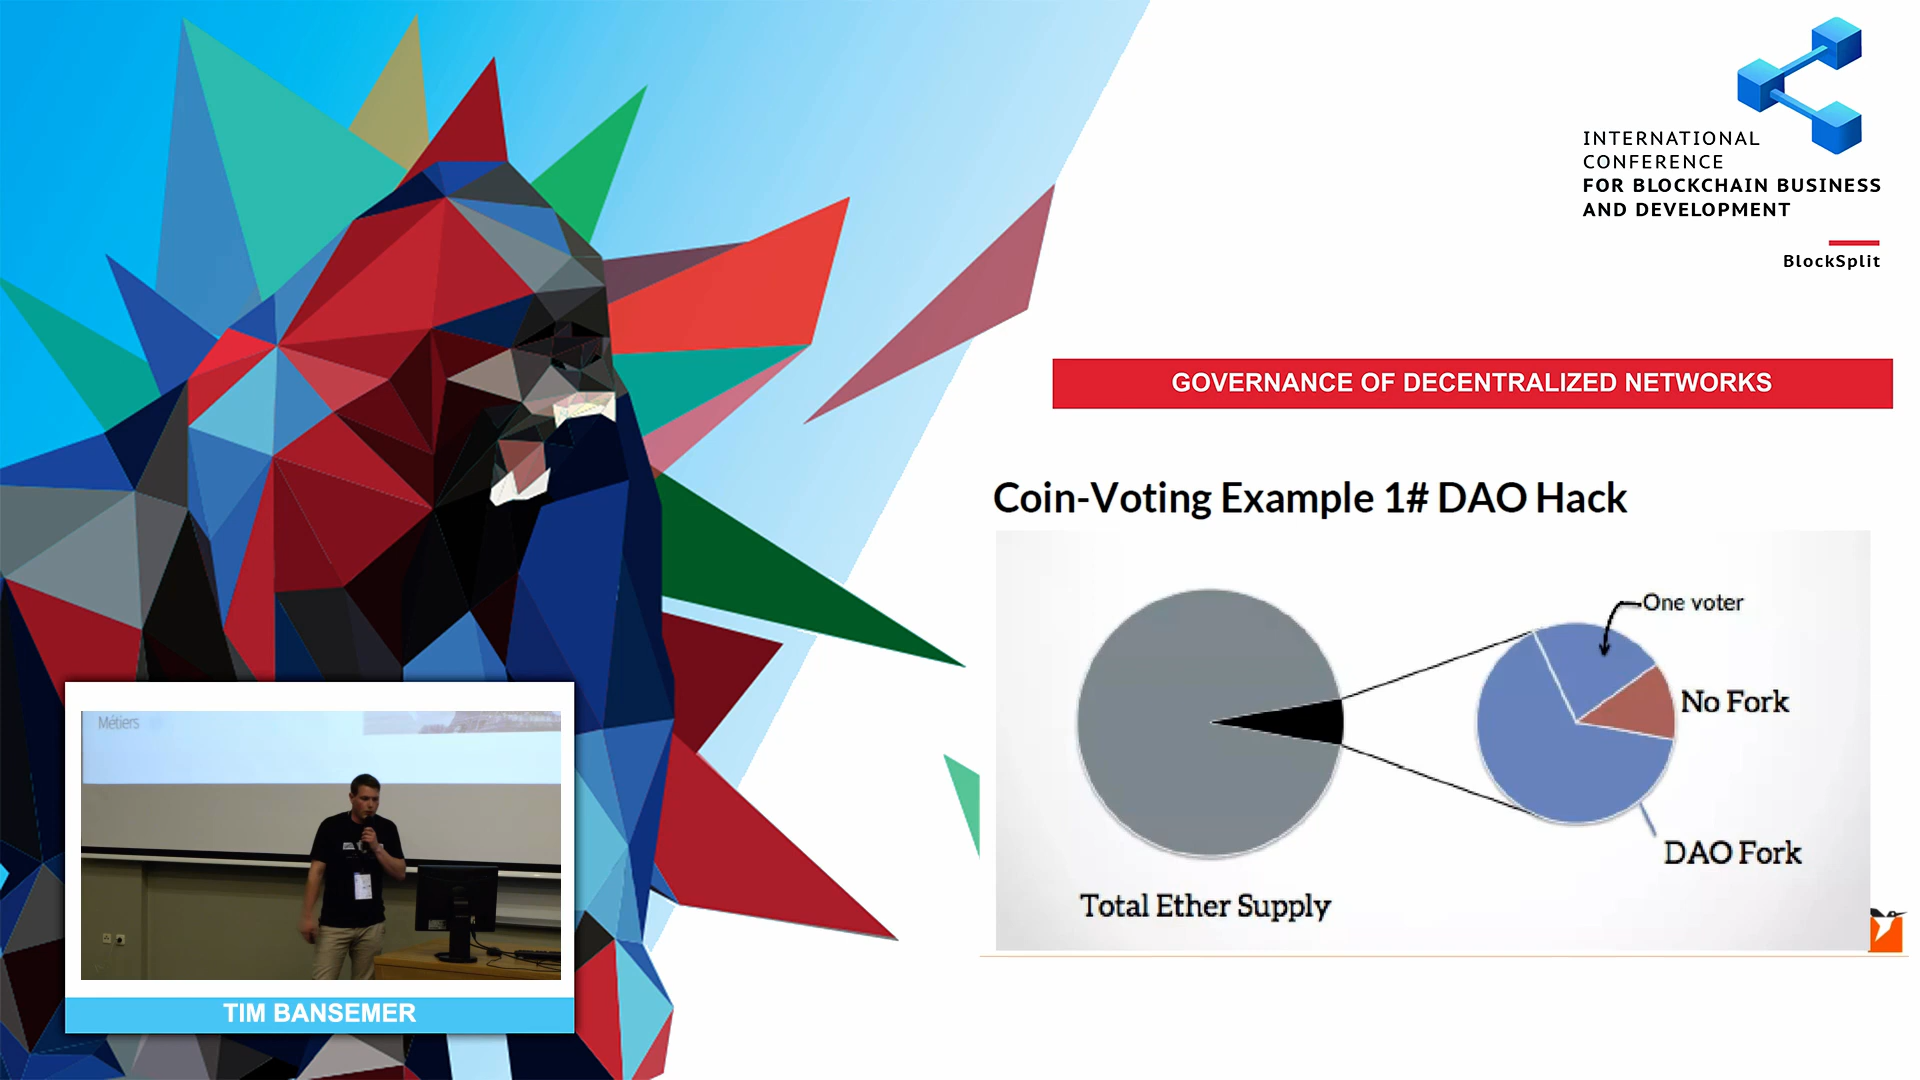 INTERNATIONAL
CONFERENCE
FOR BLOCKCHAIN BUSINESS
AND DEVELOPMENT
BlockSplit
GOVERNANCE OF DECENTRALIZED NETWORKS
Coin-Voting Example 1# DAO Hack
One voter
No Fork
DAO Fork
Total Ether Supply
Métiers
TIM BANSEMER